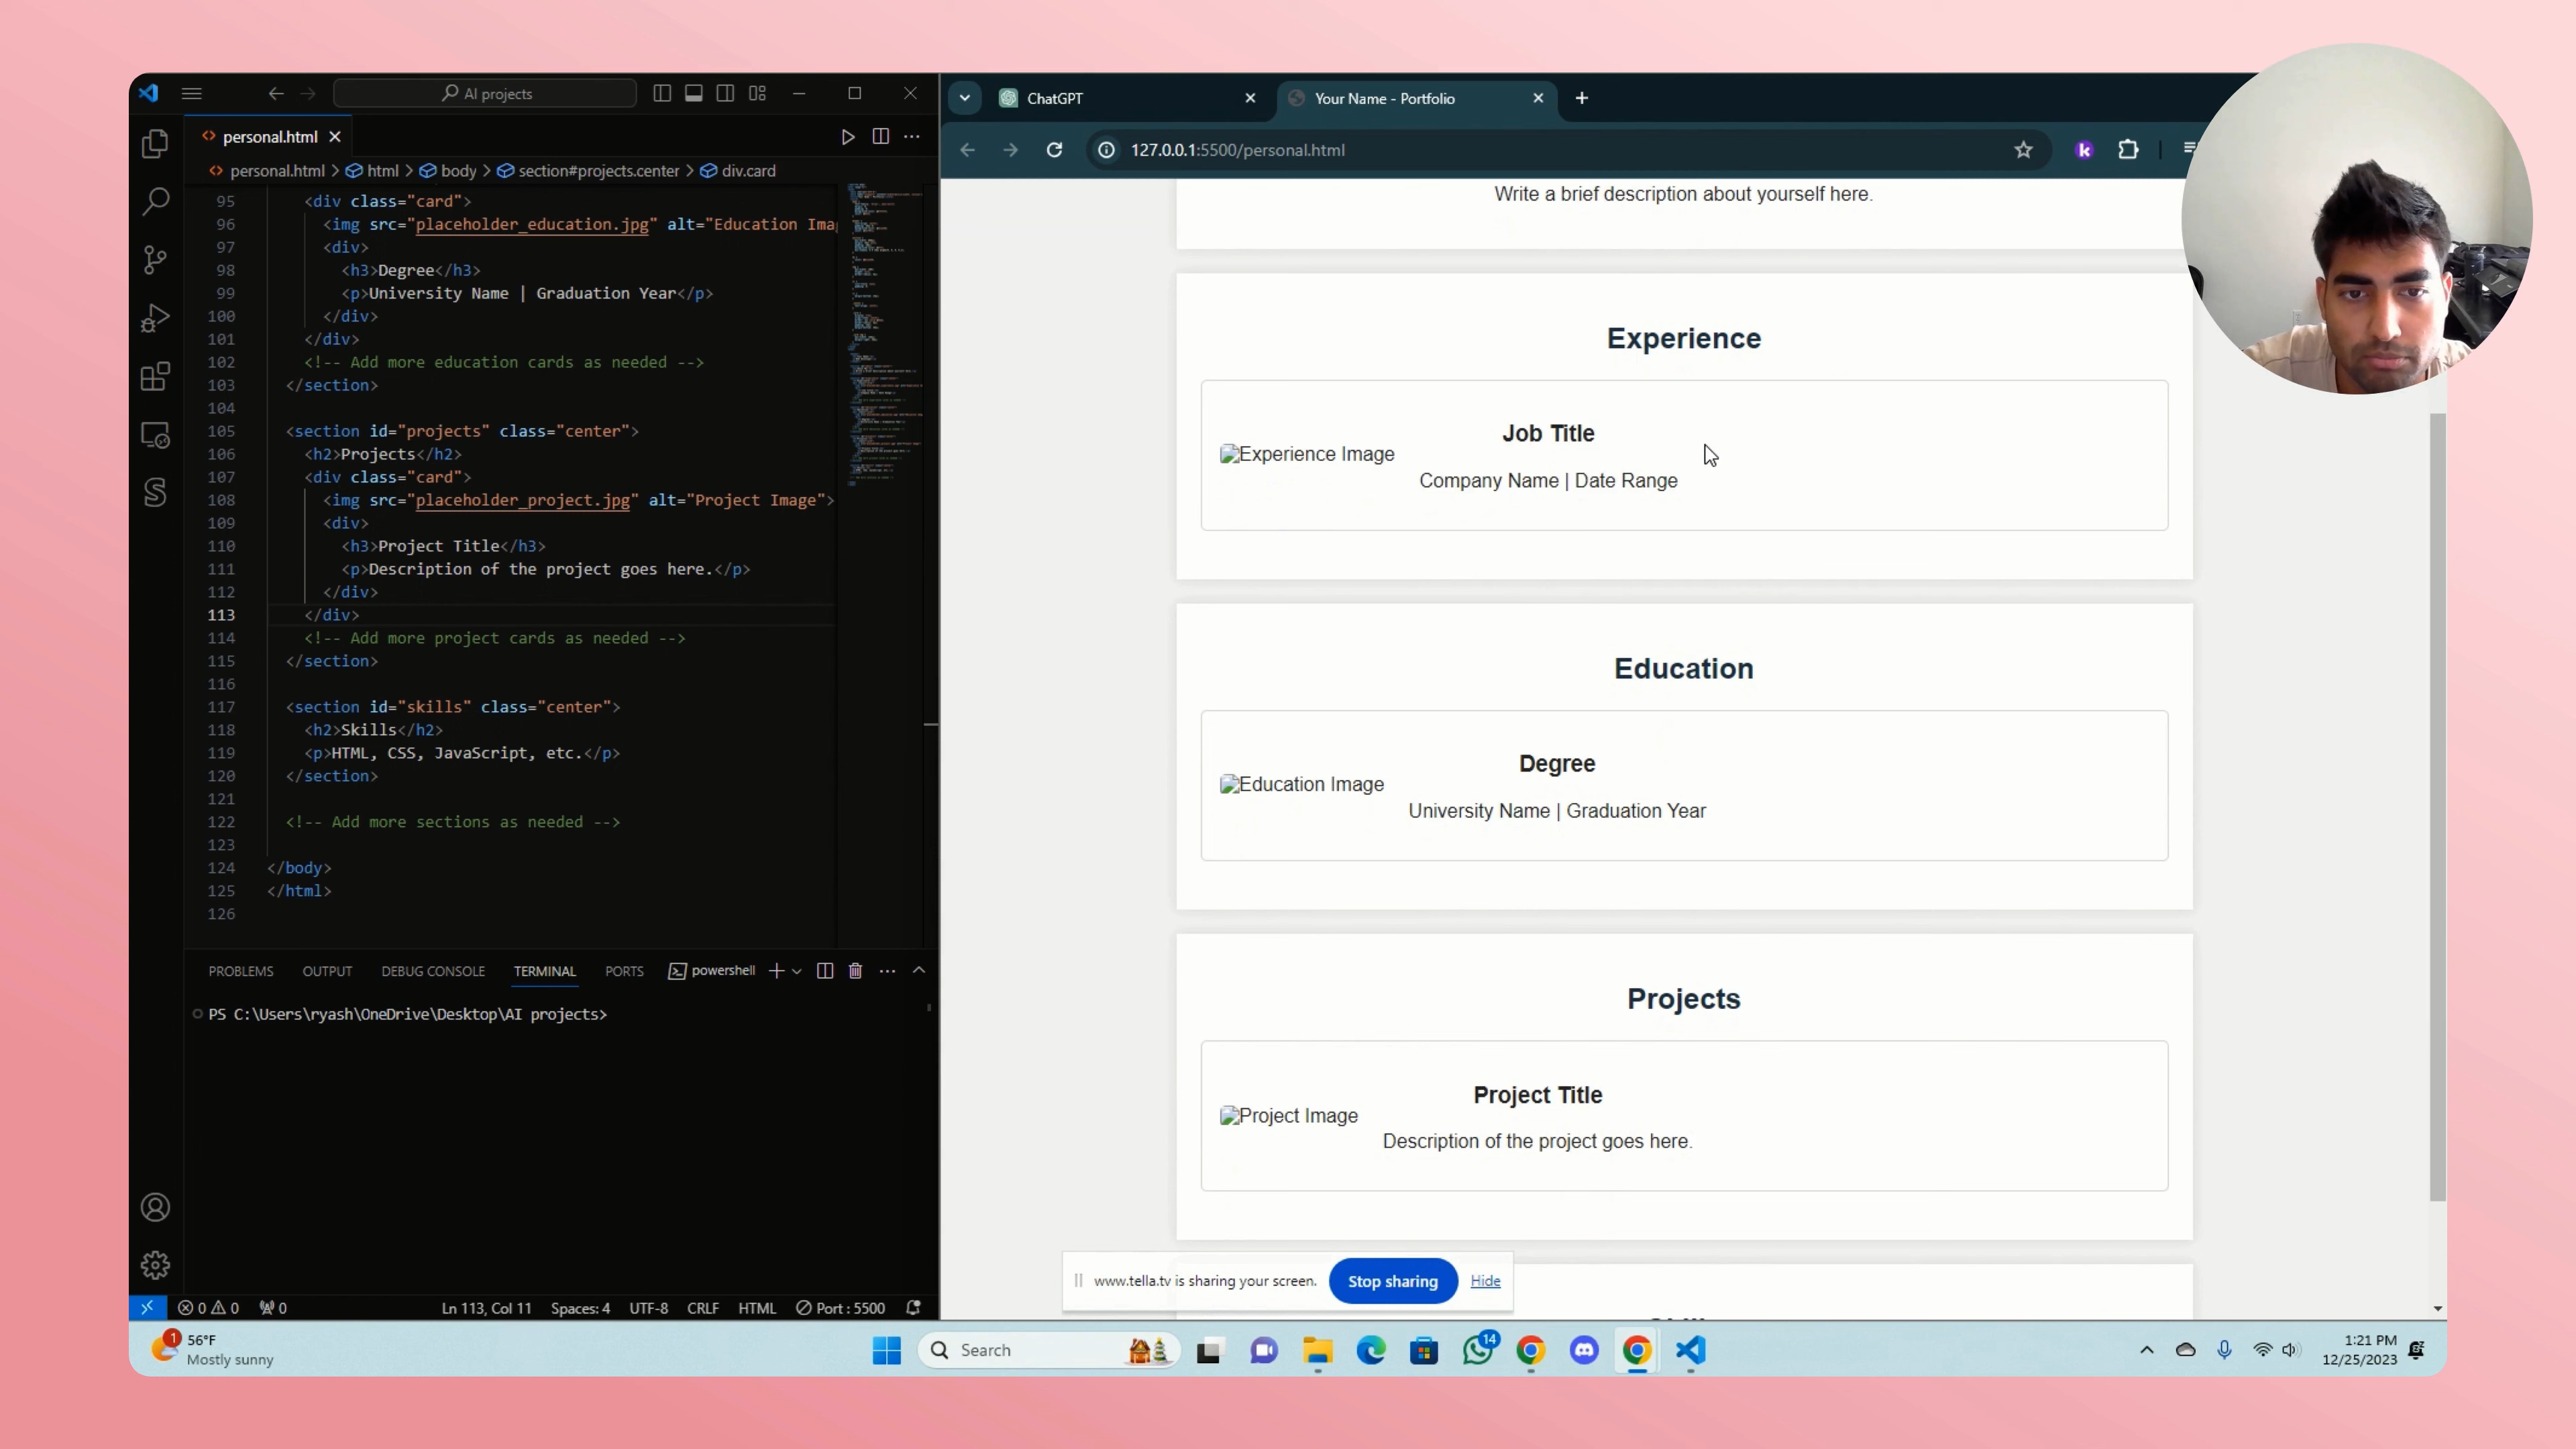 AI projects
personal.html
personal.html > html > body > section#projects.center > div.card
95 <div class="card">
96 <img src="placeholder_education.jpg" alt="Education Ima
97 <div>
98 <h3>Degree</h3>
99 <p>University Name | Graduation Year</p>
100 </div>
101 </div>
102 <!-- Add more education cards as needed -->
103 </section>
104
105 <section id="projects" class="center">
106 <h2>Projects</h2>
107 <div class="card">
108 <img src="placeholder_project.jpg" alt="Project Image">
109 <div>
110 <h3>Project Title</h3>
111 <p>Description of the project goes here.</p>
112 </div>
113 </div>
114 <!-- Add more project cards as needed -->
115 </section>
116
117 <section id="skills" class="center">
118 <h2>Skills</h2>
119 <p>HTML, CSS, JavaScript, etc.</p>
120 </section>
121
122 <!-- Add more sections as needed -->
123
124 </body>
125 </html>
126
PROBLEMS OUTPUT DEBUG CONSOLE TERMINAL PORTS powershell
PS C:\Users\ryash\OneDrive\Desktop\AI projects>
0 0 0 Ln 113, Col 11 Spaces: 4 UTF-8 CRLF HTML Port : 5500
ChatGPT
Your Name - Portfolio
127.0.0.1:5500/personal.html
k
Write a brief description about yourself here.
Experience
Experience Image
Job Title
Company Name | Date Range
Education
Education Image
Degree
University Name | Graduation Year
Projects
Project Image
Project Title
Description of the project goes here.
www.tella.tv is sharing your screen. Stop sharing Hide
1
56°F
Mostly sunny
Search
14
1:21 PM
12/25/2023